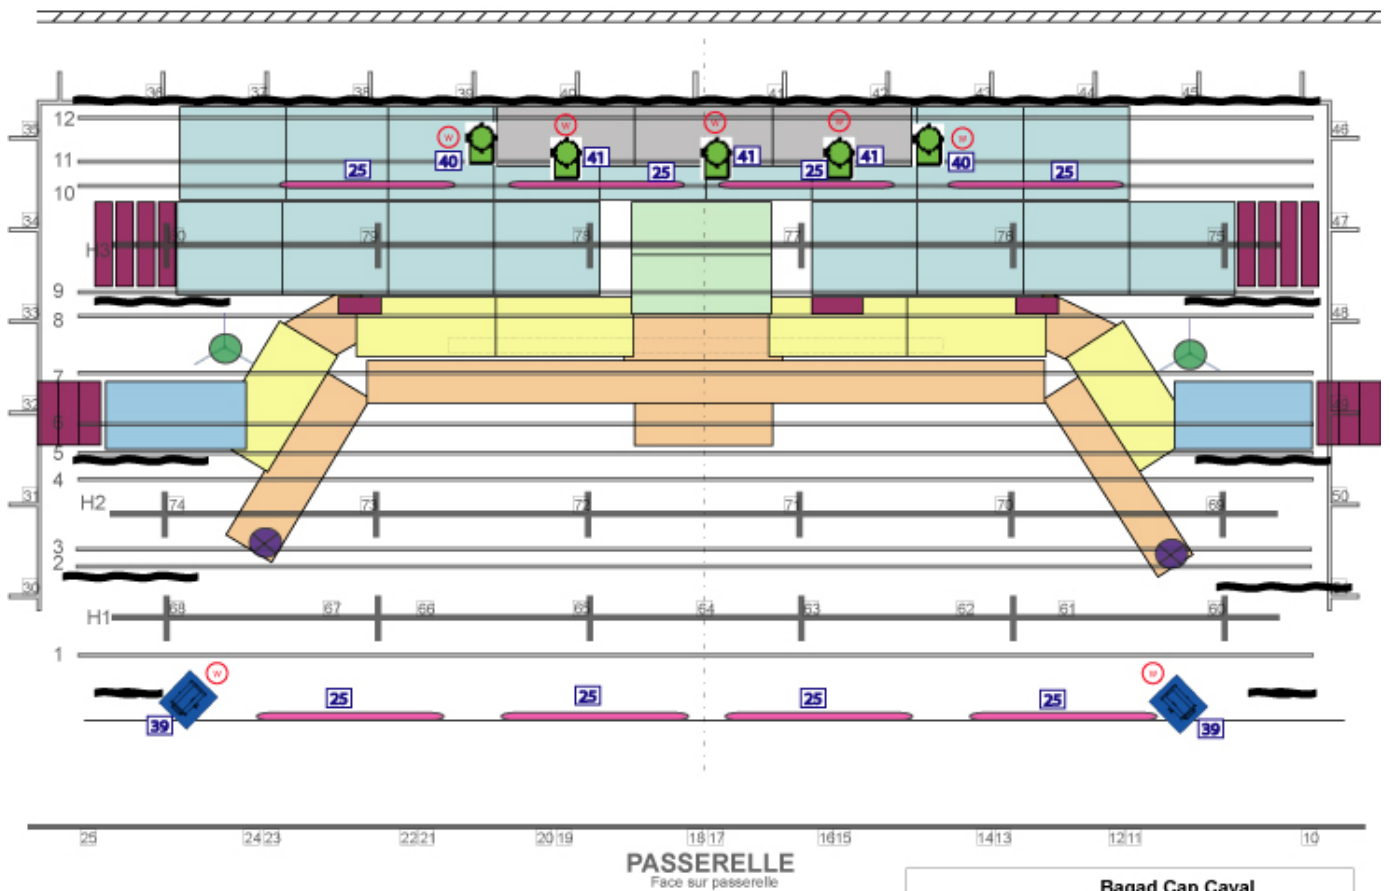 36 37 38 39 40 41 42 43 44 45
12
35 W W W W W 46
11 40 41 41 41 40
25 25 25 25
10
34 47
H3 80 79 78 77 76 75
9
33 8 48
7
32 49
6
5
4
31 50
H2 74 73 72 71 70 69
3
2
30
H1 68 67 66 65 64 63 62 61 60
1
W W
25 25 25 25
39 39
25 24 23 22 21 20 19 18 17 16 15 14 13 12 11 10
PASSERELLE
Face sur passerelle
Bagad Cap Caval